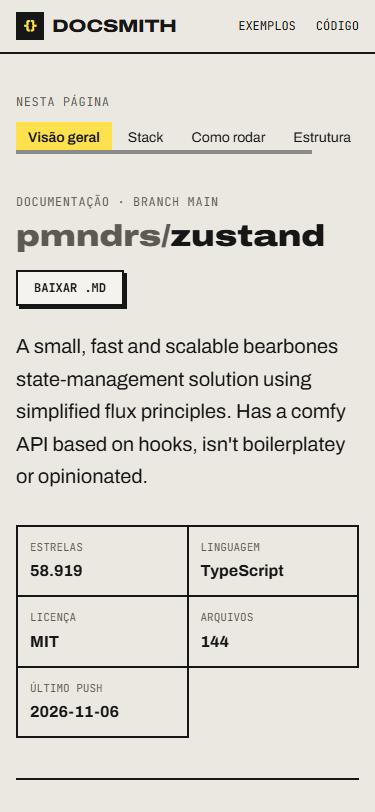 {} DOCSMITH
EXEMPLOS CÓDIGO
NESTA PÁGINA
Visão geral Stack Como rodar Estrutura
DOCUMENTAÇÃO · BRANCH MAIN
pmndrs/zustand
BAIXAR .MD
A small, fast and scalable bearbones
state-management solution using
simplified flux principles. Has a comfy
API based on hooks, isn't boilerplatey
or opinionated.
ESTRELAS
58.919
LINGUAGEM
TypeScript
LICENÇA
MIT
ARQUIVOS
144
ÚLTIMO PUSH
2026-11-06